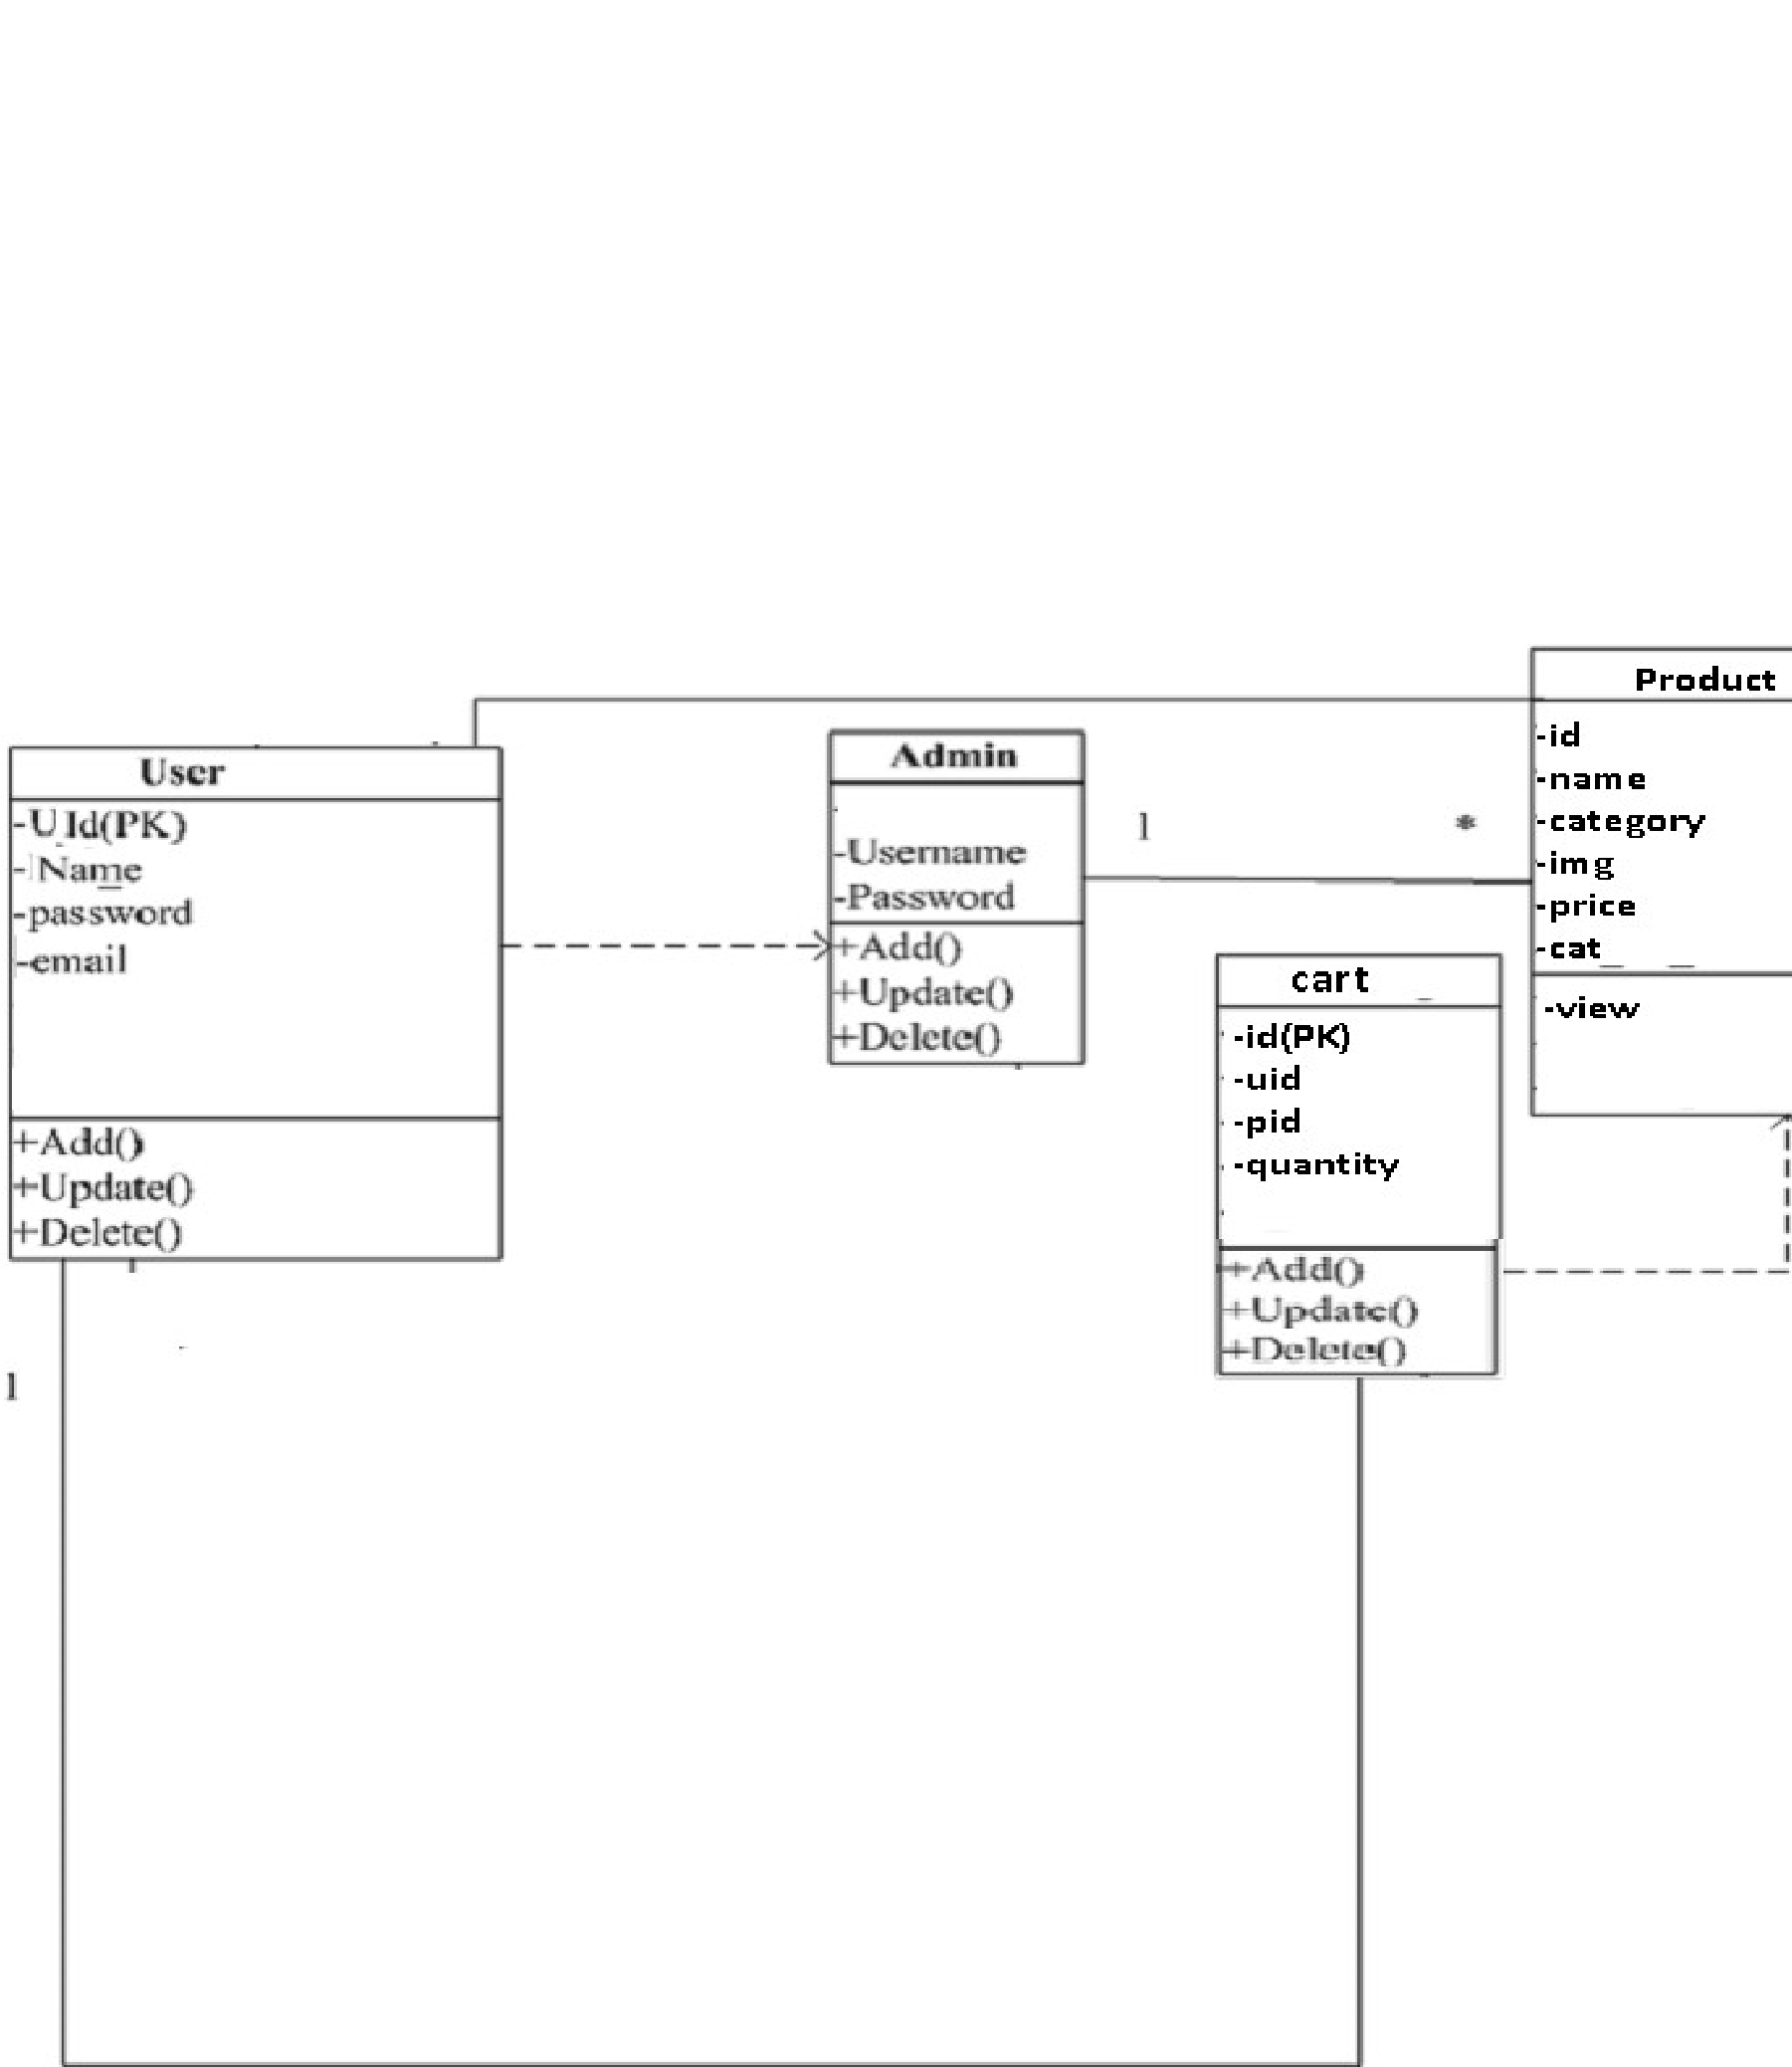 User
-U Id(PK)
-Name
-password
-email
+Add()
+Update()
+Delete()
1
Admin
-Username
-Password
+Add()
+Update()
+Delete()
1
*
cart
-id(PK)
-uid
-pid
-quantity
+Add()
+Update()
+Delete()
Product
-id
-name
-category
-img
-price
-cat
-view